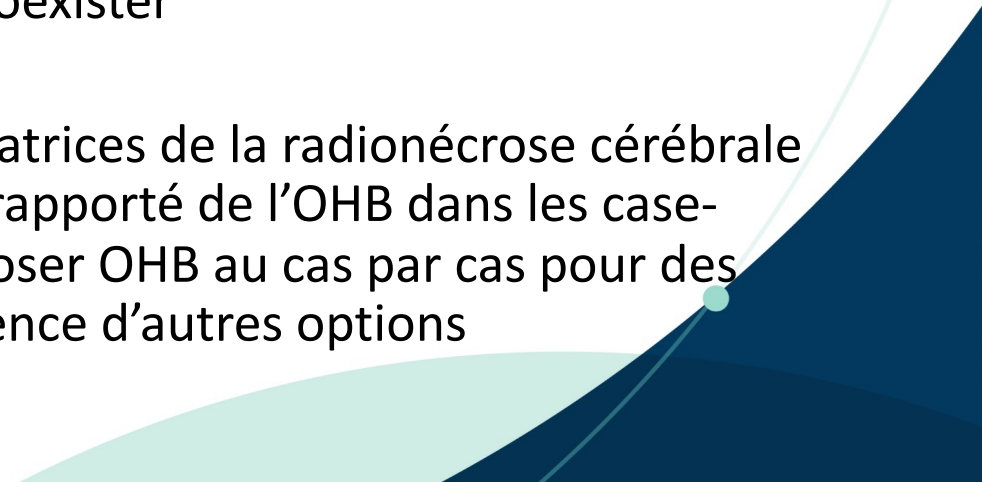 oexister
atrices de la radionécrose cérébrale
rapporté de l’OHB dans les case-
oser OHB au cas par cas pour des
ence d’autres options